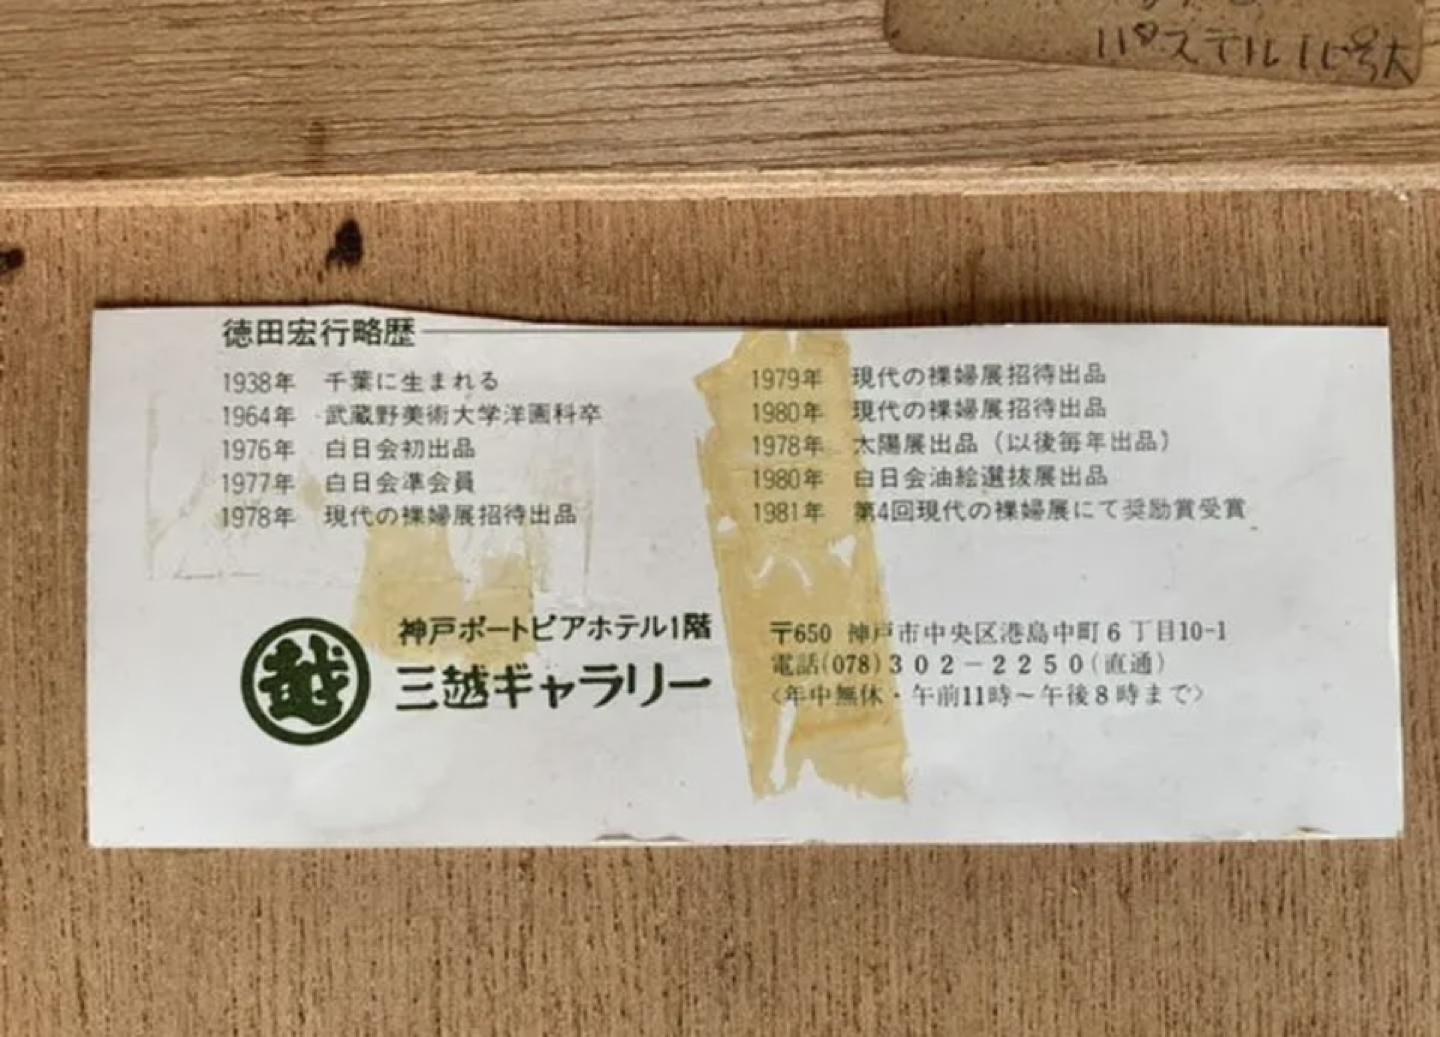 パステル
徳田宏行略歴
1938年 千葉に生まれる
1964年 武蔵野美術大学洋画科卒
1976年 白日会初出品
1977年 白日会準会員
1978年 現代の裸婦展招待出品
1979年 現代の裸婦展招待出品
1980年 現代の裸婦展招待出品
1978年 太陽展出品(以後毎年出品)
1980年 白日会油絵選抜展出品
1981年 第4回現代の裸婦展にて奨励賞受賞
越
神戸ポートピアホテル1階
三越ギャラリー
〒650 神戸市中央区港島中町6丁目10-1
電話(078)302-2250(直通)
〈年中無休・午前11時~午後8時まで〉